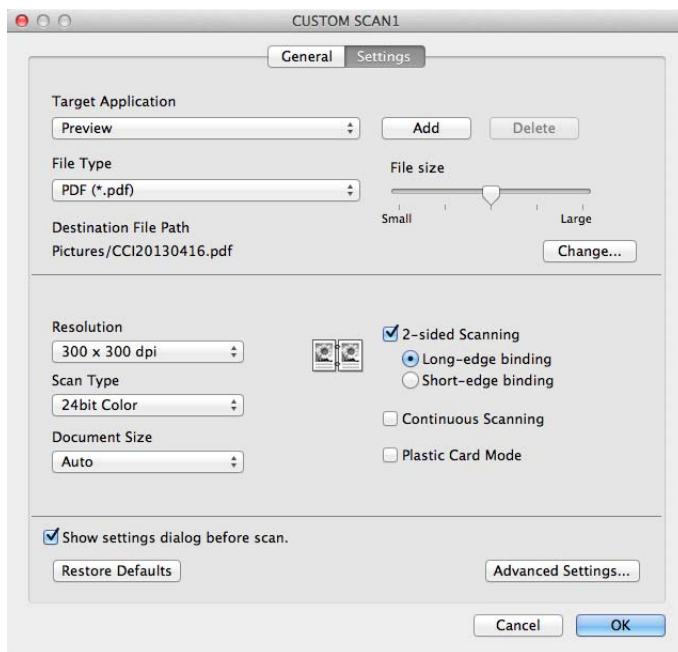 CUSTOM SCAN1
General Settings
Target Application
Preview
Add
Delete
File Type
PDF (*.pdf)
File size
Small
Large
Destination File Path
Pictures/CCI20130416.pdf
Change...
Resolution
300 x 300 dpi
Scan Type
24bit Color
Document Size
Auto
2-sided Scanning
Long-edge binding
Short-edge binding
Continuous Scanning
Plastic Card Mode
Show settings dialog before scan.
Restore Defaults
Advanced Settings...
Cancel
OK